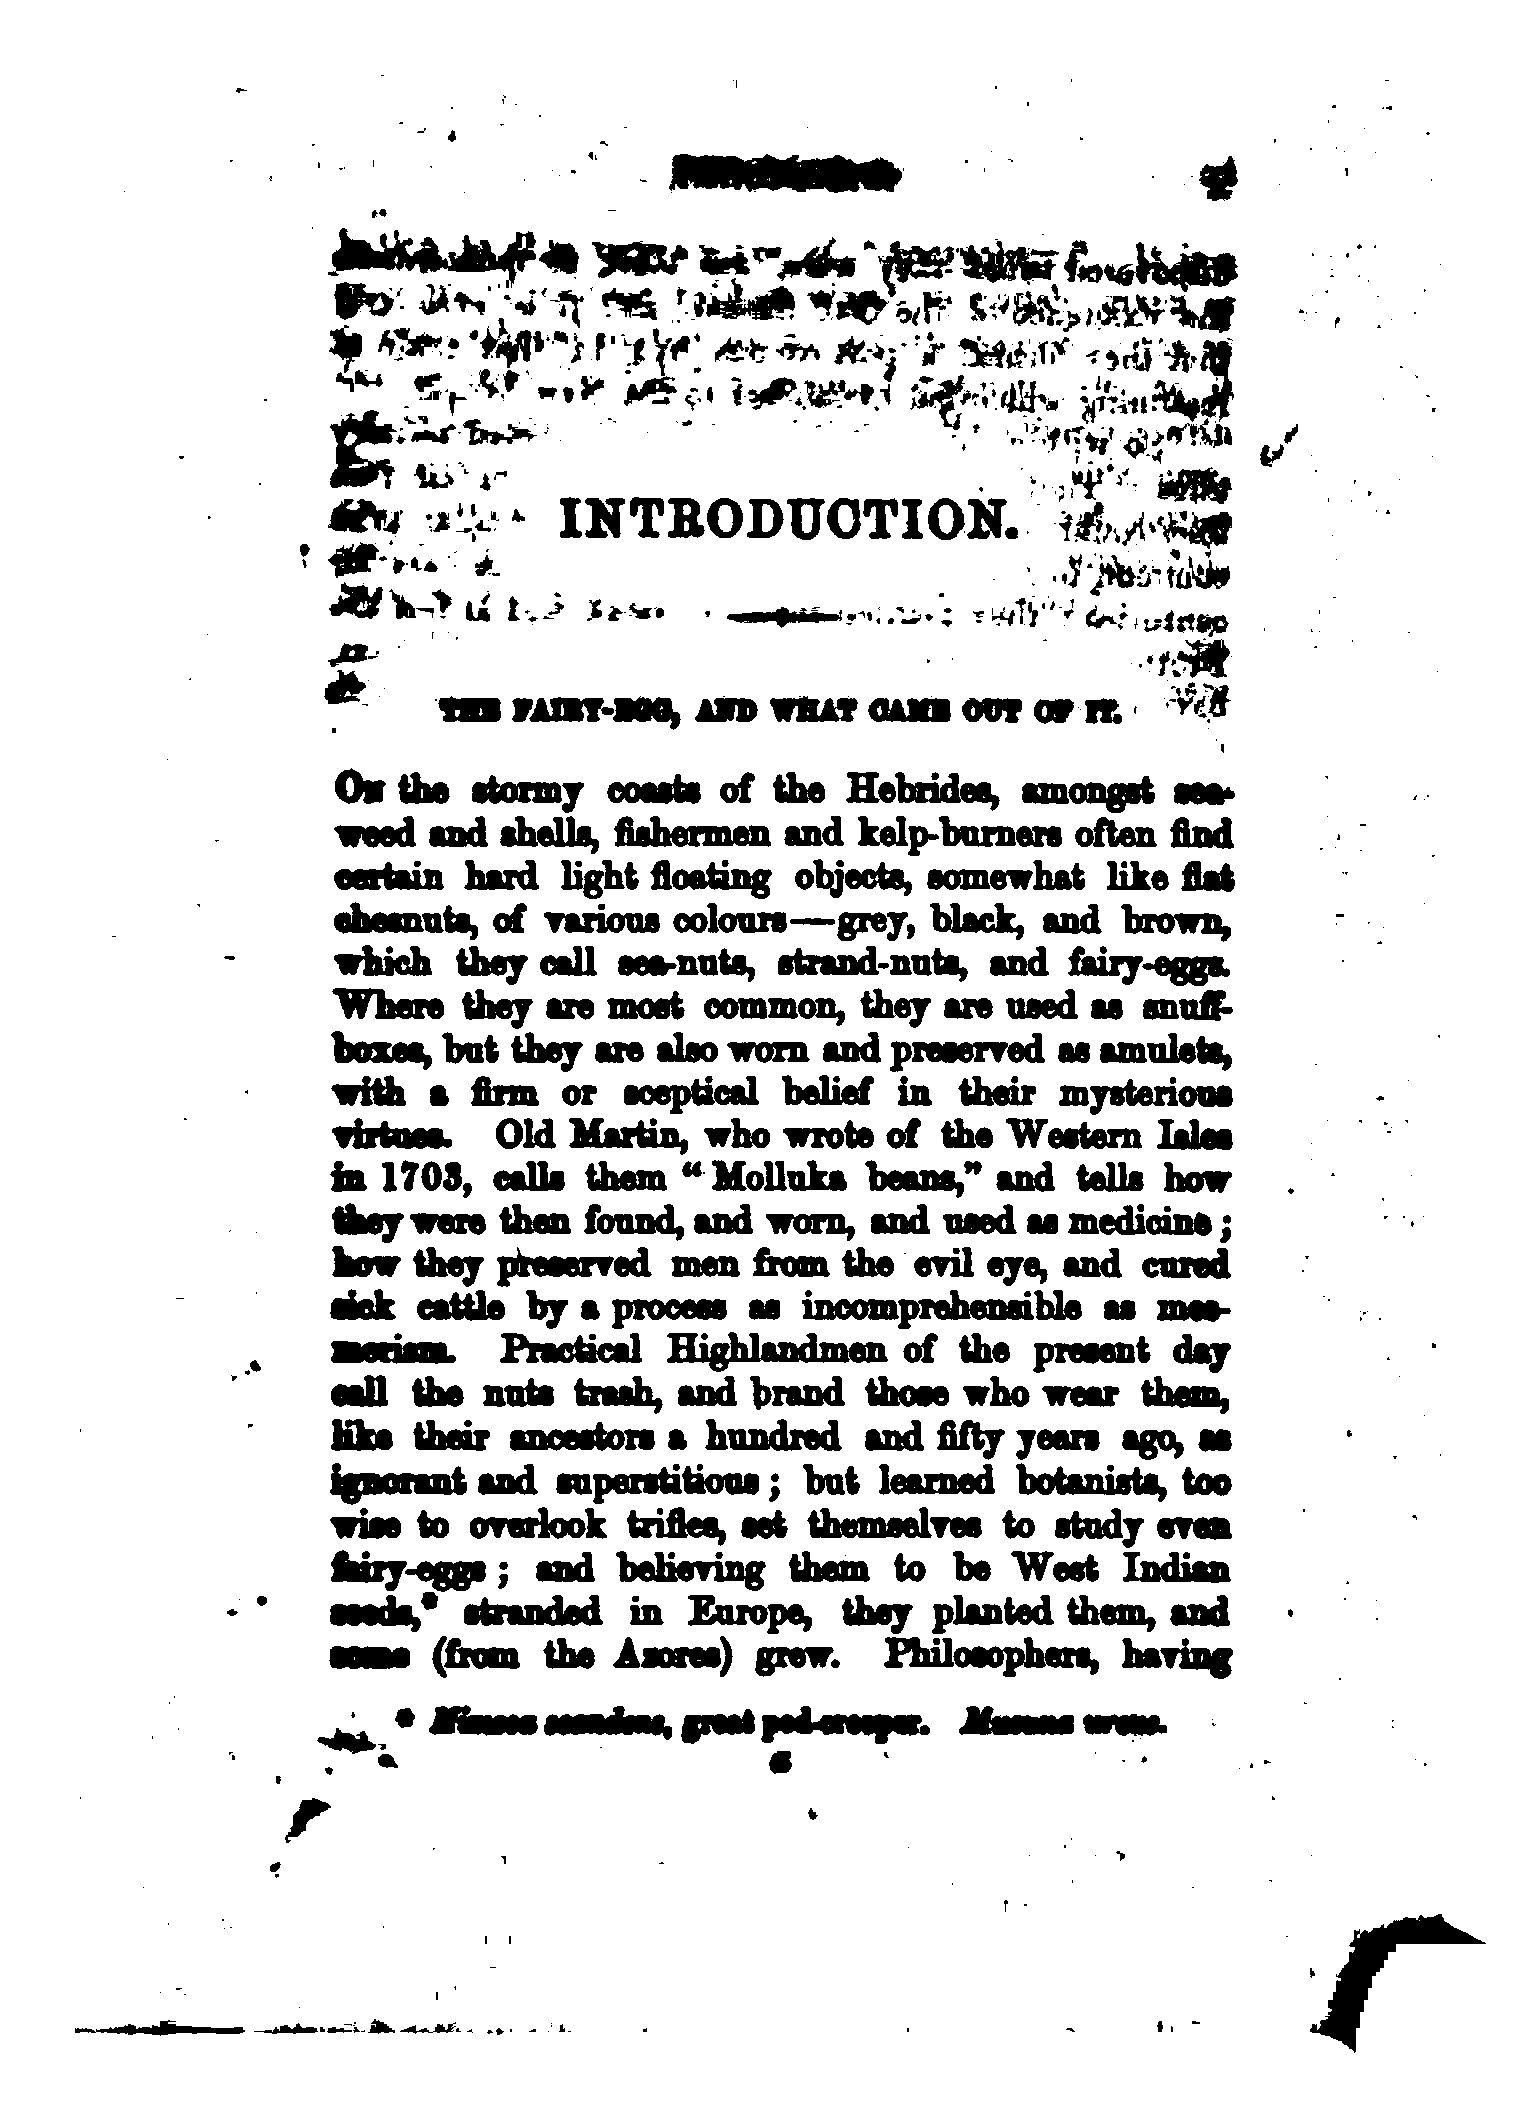 INTRODUCTION.
THE FAIRY-EGG, AND WHAT CAME OUT OF IT.
On the stormy coasts of the Hebrides, amongst sea-
weed and shells, fishermen and kelp-burners often find
certain hard light floating objects, somewhat like flat
chesnuts, of various colours—grey, black, and brown,
which they call sea-nuts, strand-nuts, and fairy-eggs.
Where they are most common, they are used as snuff-
boxes, but they are also worn and preserved as amulets,
with a firm or sceptical belief in their mysterious
virtues. Old Martin, who wrote of the Western Isles
in 1703, calls them "Molluka beans," and tells how
they were then found, and worn, and used as medicine;
how they preserved men from the evil eye, and cured
sick cattle by a process as incomprehensible as mes-
merism. Practical Highlandmen of the present day
call the nuts trash, and brand those who wear them,
like their ancestors a hundred and fifty years ago, as
ignorant and superstitious; but learned botanists, too
wise to overlook trifles, set themselves to study even
fairy-eggs; and believing them to be West Indian
seeds,* stranded in Europe, they planted them, and
some (from the Azores) grew. Philosophers, having
* Mimosa scandens, great pod-creeper. Mucuna urens.